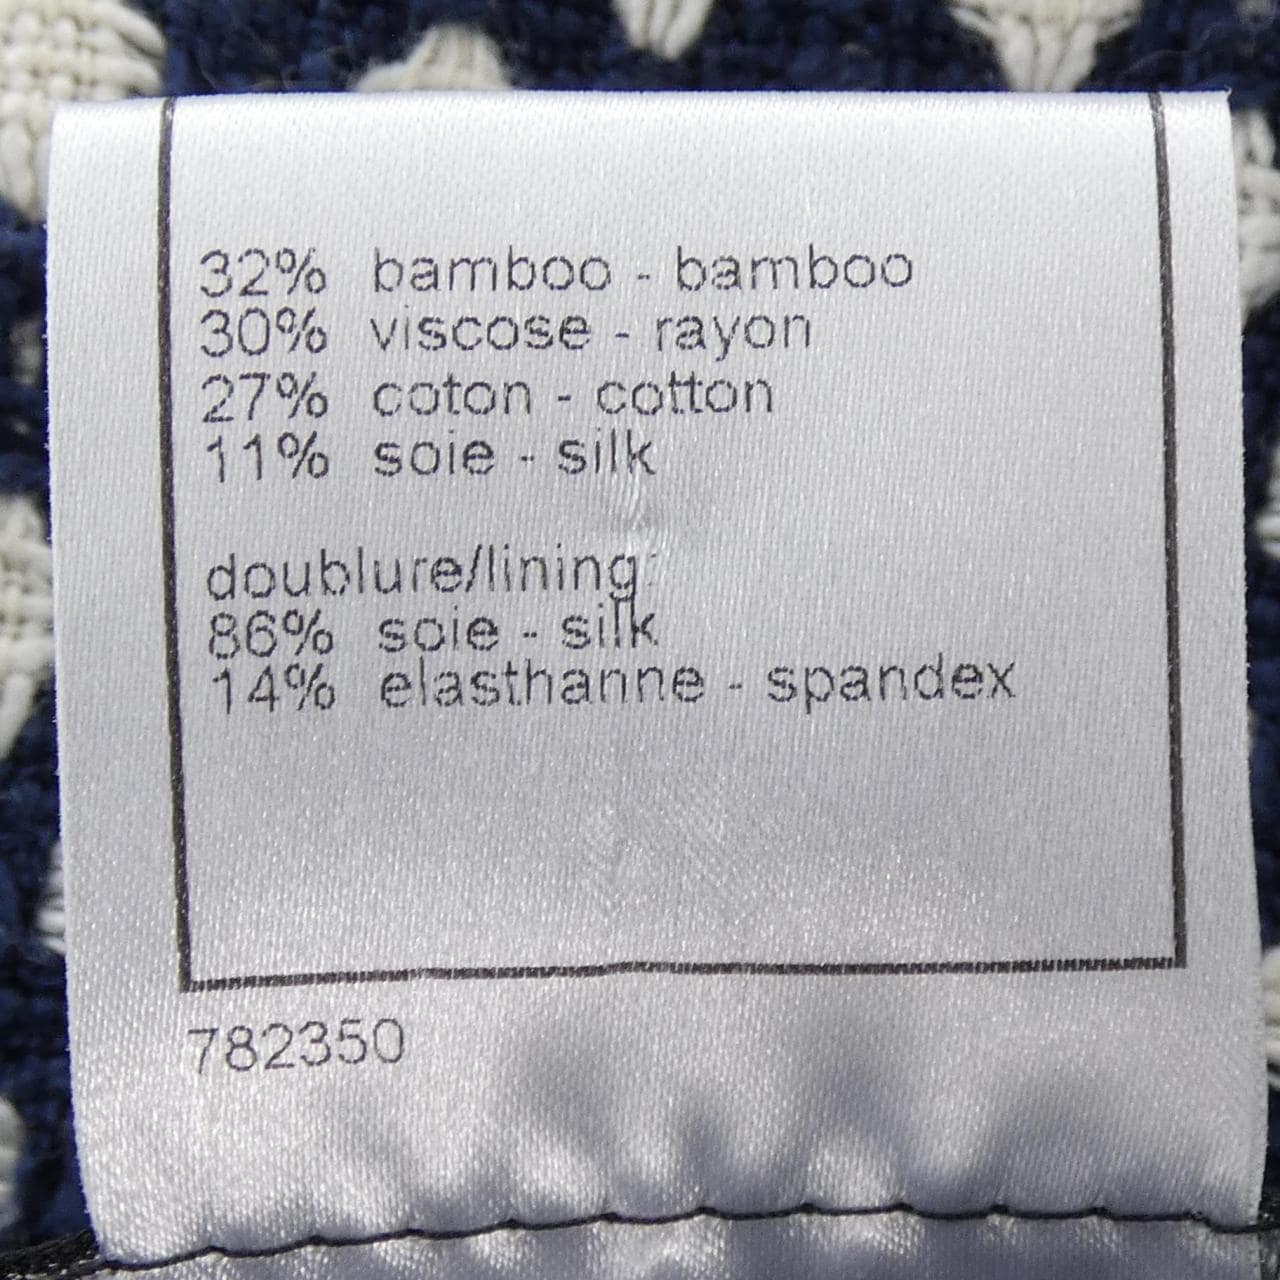 32% bamboo - bamboo
30% viscose - rayon
27% coton - cotton
11% soie - silk
doublure/lining:
86% soie - silk
14% elasthanne - spandex
782350